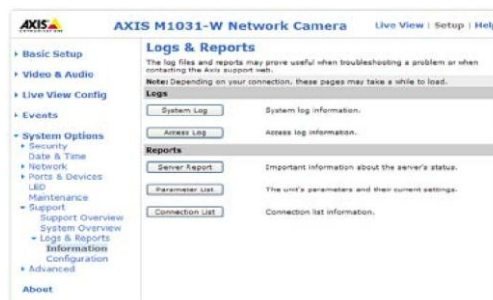 AXIS
COMMUNICATIONS
AXIS M1031-W Network Camera
Live View | Setup | Help
Basic Setup
Video & Audio
Live View Config
Events
System Options
Security
Date & Time
Network
Ports & Devices
LED
Maintenance
Support
Support Overview
System Overview
Logs & Reports
Information
Configuration
Advanced
About
Logs & Reports
The log files and reports may prove useful when troubleshooting a problem or when
contacting the Axis support web.
Note: Depending on your connection, these pages may take a while to load.
Logs
System Log System log information.
Access Log Access log information.
Reports
Server Report Important information about the server's status.
Parameter List The unit's parameters and their current settings.
Connection List Connection list information.